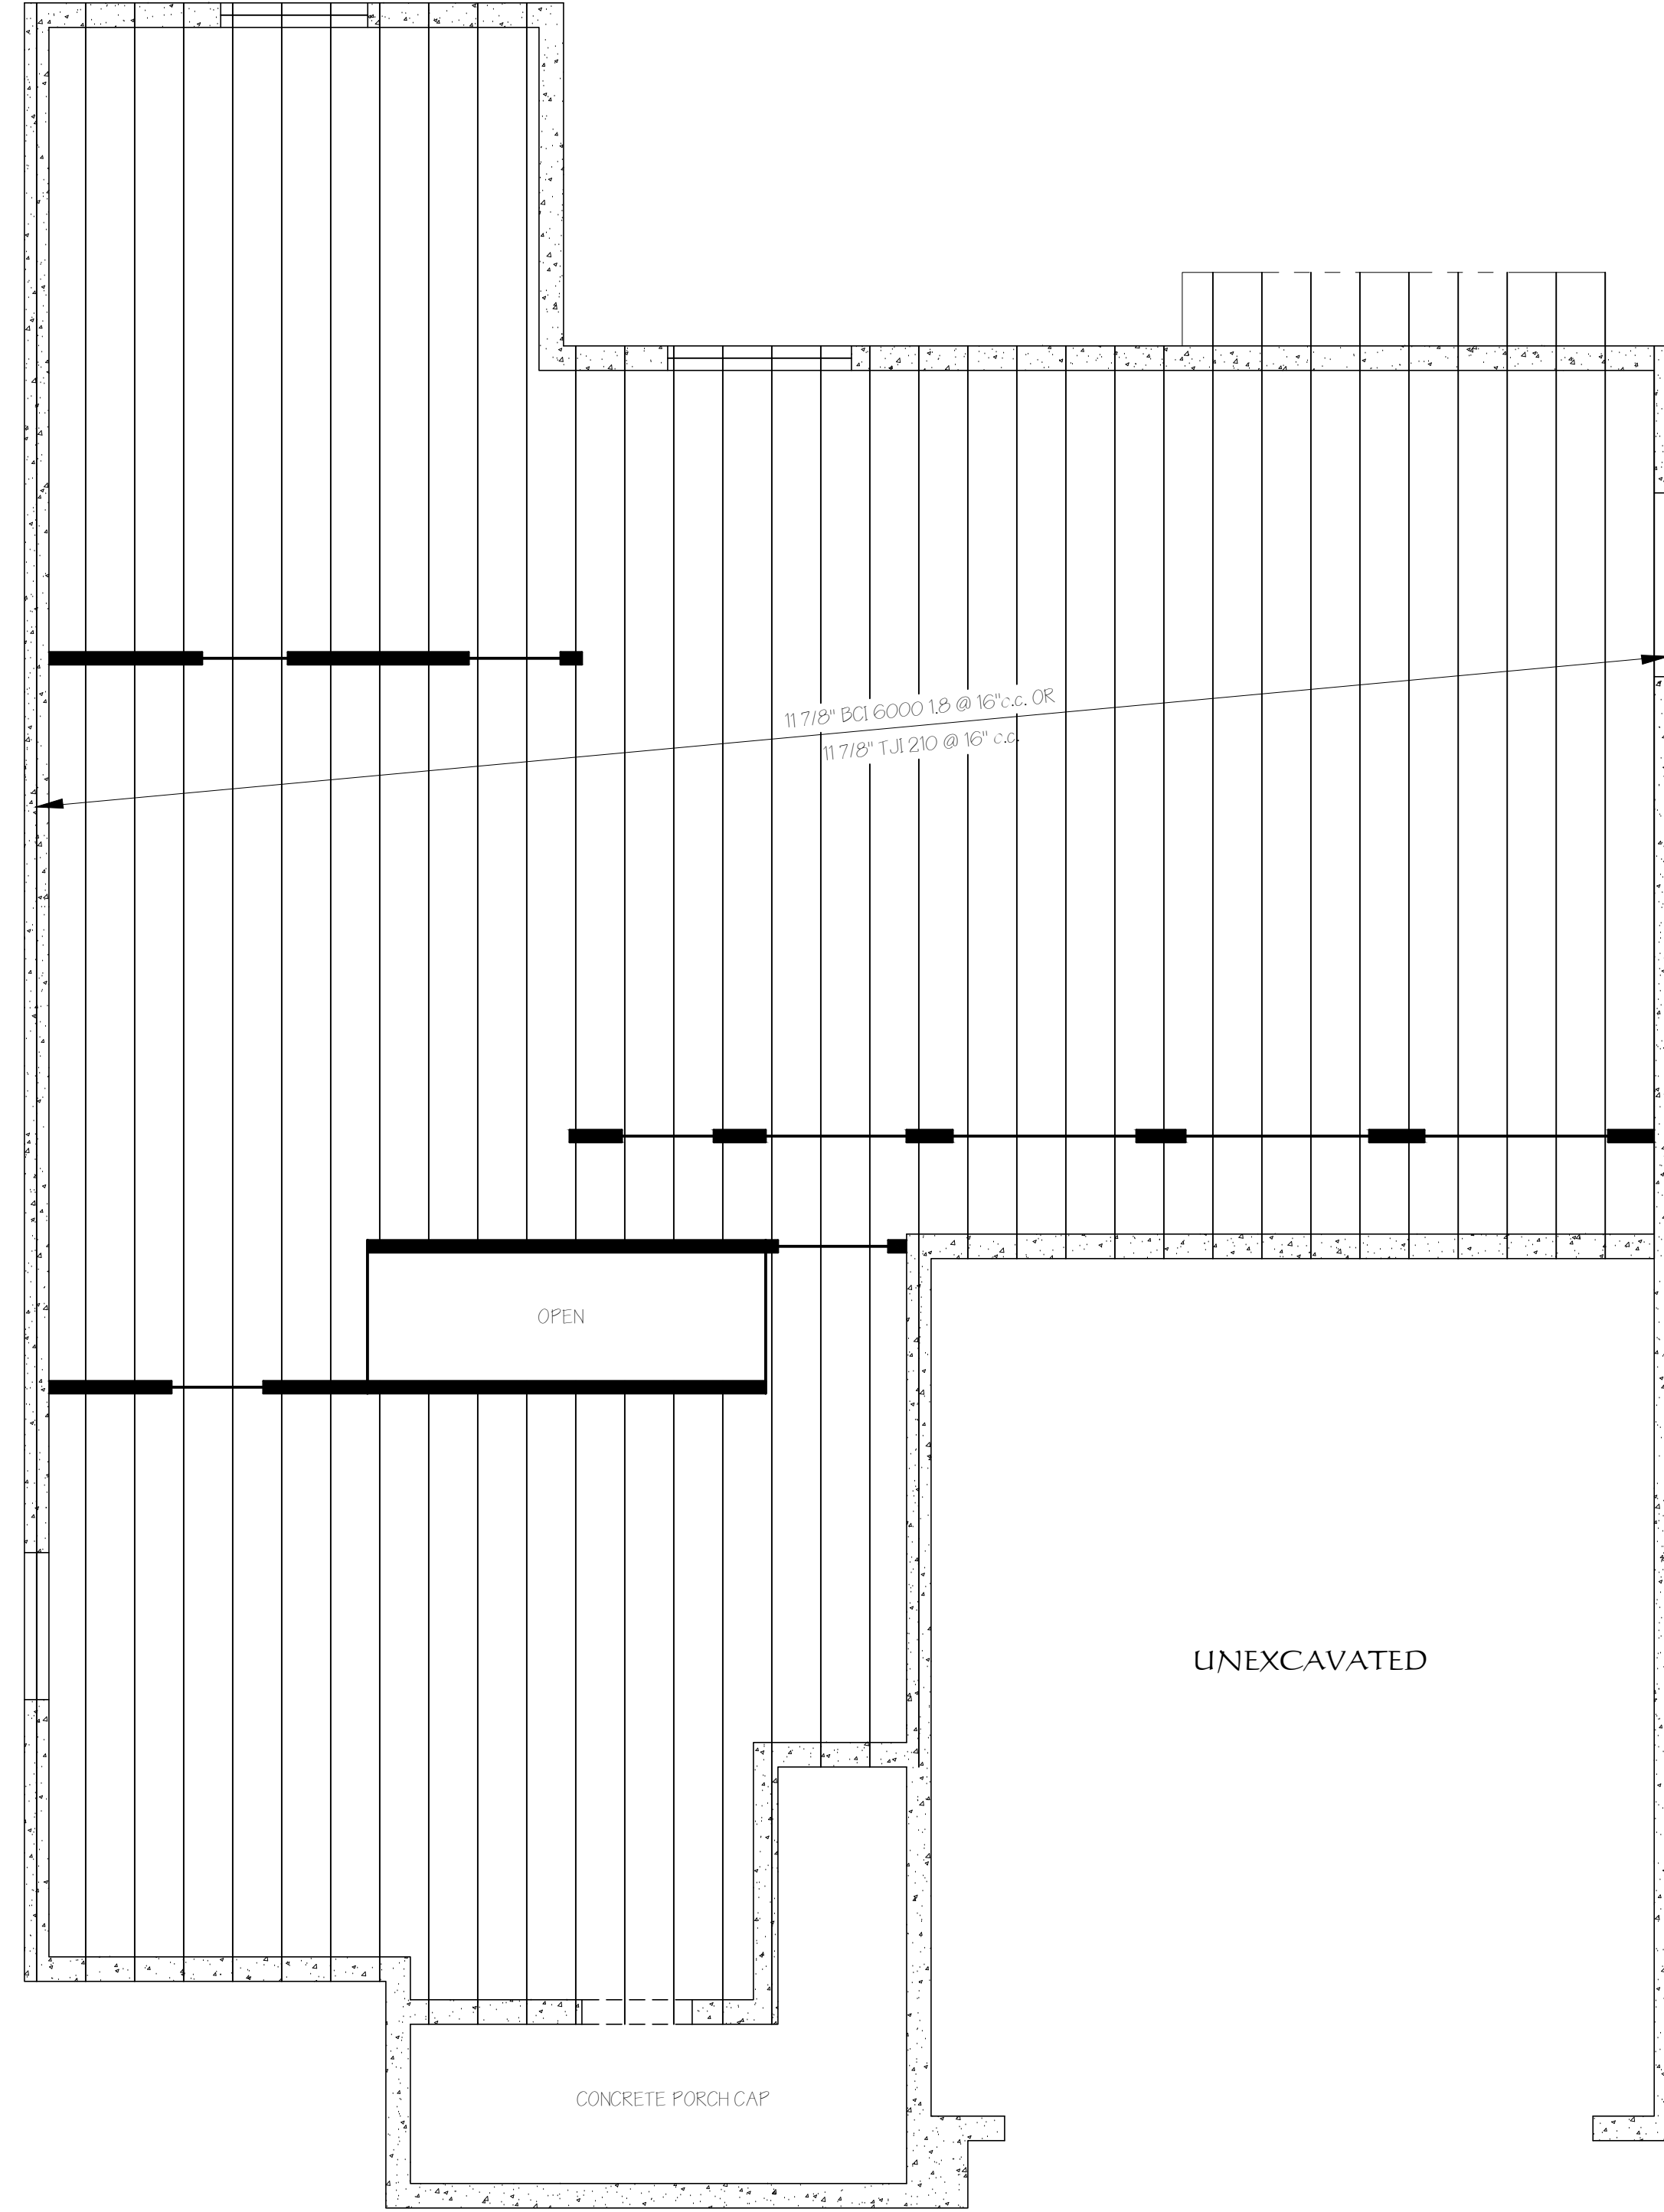 11 7/8" BCI 6000 1.8 @ 16"c.c. OR
11 7/8" TJI 210 @ 16" c.c.
OPEN
UNEXCAVATED
CONCRETE PORCH CAP